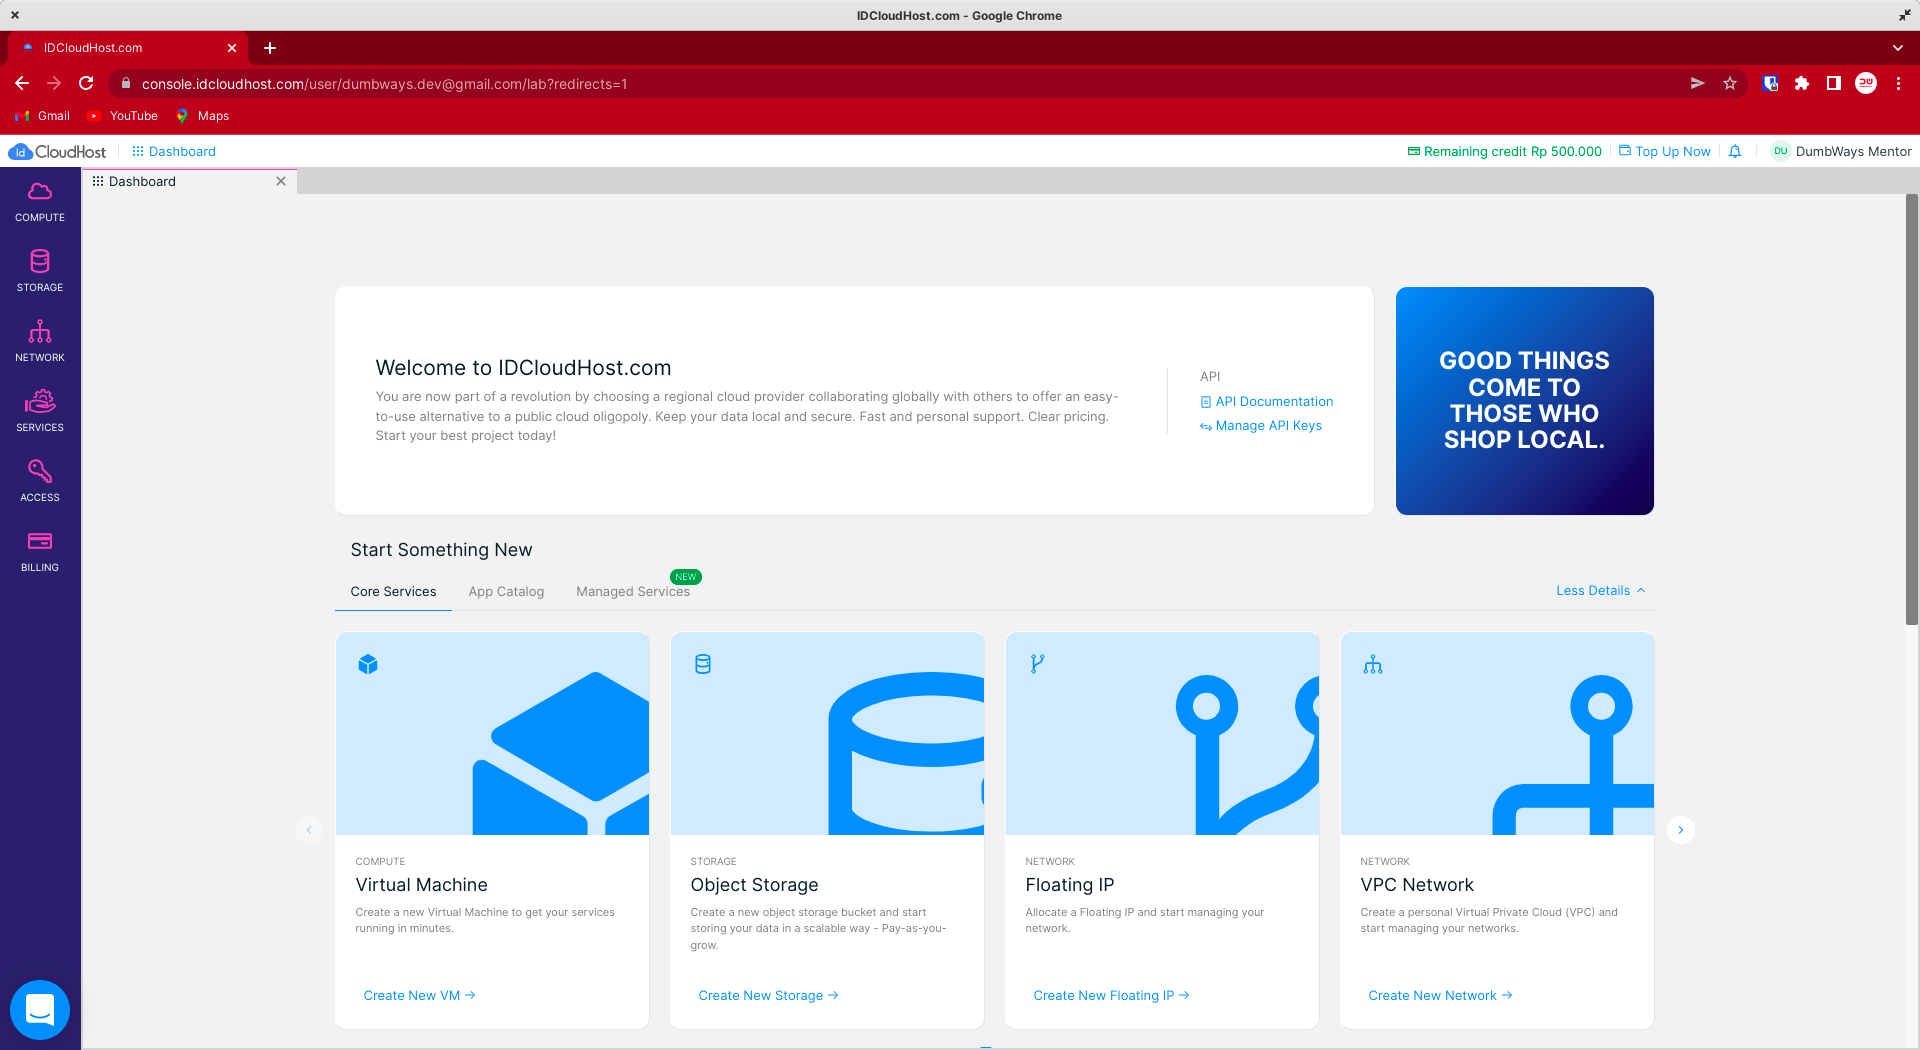 IDCloudHost.com - Google Chrome
IDCloudHost.com
console.idcloudhost.com/user/dumbways.dev@gmail.com/lab?redirects=1
Gmail YouTube Maps
Id CloudHost Dashboard Remaining credit Rp 500.000 Top Up Now DU DumbWays Mentor
Dashboard
COMPUTE
STORAGE
NETWORK
SERVICES
ACCESS
BILLING
Welcome to IDCloudHost.com
You are now part of a revolution by choosing a regional cloud provider collaborating globally with others to offer an easy-
to-use alternative to a public cloud oligopoly. Keep your data local and secure. Fast and personal support. Clear pricing.
Start your best project today!
API
API Documentation
Manage API Keys
GOOD THINGS
COME TO
THOSE WHO
SHOP LOCAL.
Start Something New
Core Services App Catalog Managed Services NEW Less Details
COMPUTE
Virtual Machine
Create a new Virtual Machine to get your services
running in minutes.
Create New VM →
STORAGE
Object Storage
Create a new object storage bucket and start
storing your data in a scalable way - Pay-as-you-
grow.
Create New Storage →
NETWORK
Floating IP
Allocate a Floating IP and start managing your
network.
Create New Floating IP →
NETWORK
VPC Network
Create a personal Virtual Private Cloud (VPC) and
start managing your networks.
Create New Network →